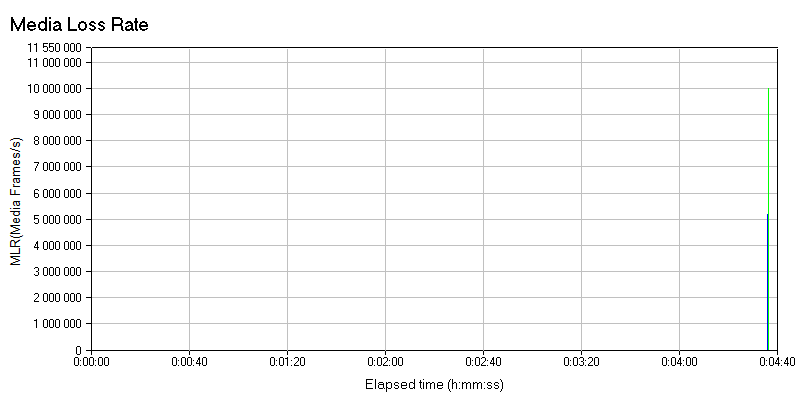 Media Loss Rate
11 550 000
11 000 000
10 000 000
9 000 000
8 000 000
7 000 000
6 000 000
5 000 000
4 000 000
3 000 000
2 000 000
1 000 000
0
MLR(Media Frames/s)
0:00:00 0:00:40 0:01:20 0:02:00 0:02:40 0:03:20 0:04:00 0:04:40
Elapsed time (h:mm:ss)